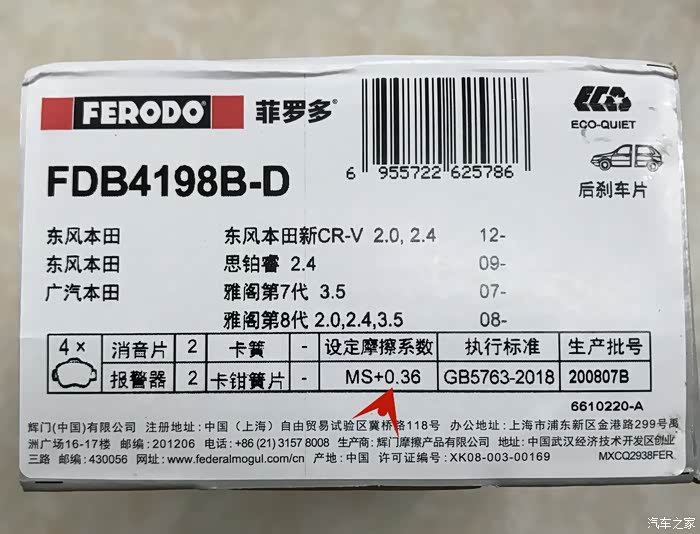 FERODO 菲罗多®
ECO
ECO-QUIET
6 955722 625786
后刹车片
FDB4198B-D
东风本田 东风本田新CR-V 2.0, 2.4 12-
东风本田 思铂睿 2.4 09-
广汽本田 雅阁第7代 3.5 07-
雅阁第8代 2.0,2.4,3.5 08-
4× 消音片 2 卡簧 - 设定摩擦系数 执行标准 生产批号
报警器 2 卡钳簧片 - MS+0.36 GB5763-2018 200807B
6610220-A
辉门(中国)有限公司 注册地址:中国（上海）自由贸易试验区冀桥路118号 办公地址:上海市浦东新区金港路299号禹
洲广场16-17楼 邮编:201206 电话:+86(21)3157 8008 生产商:辉门摩擦产品有限公司 地址:中国武汉经济技术开发区创业
三路 邮编:430056 网址:www.federalmogul.com/cn 产地:中国 许可证编号:XK08-003-00169 MXCQ2938FER
汽车之家